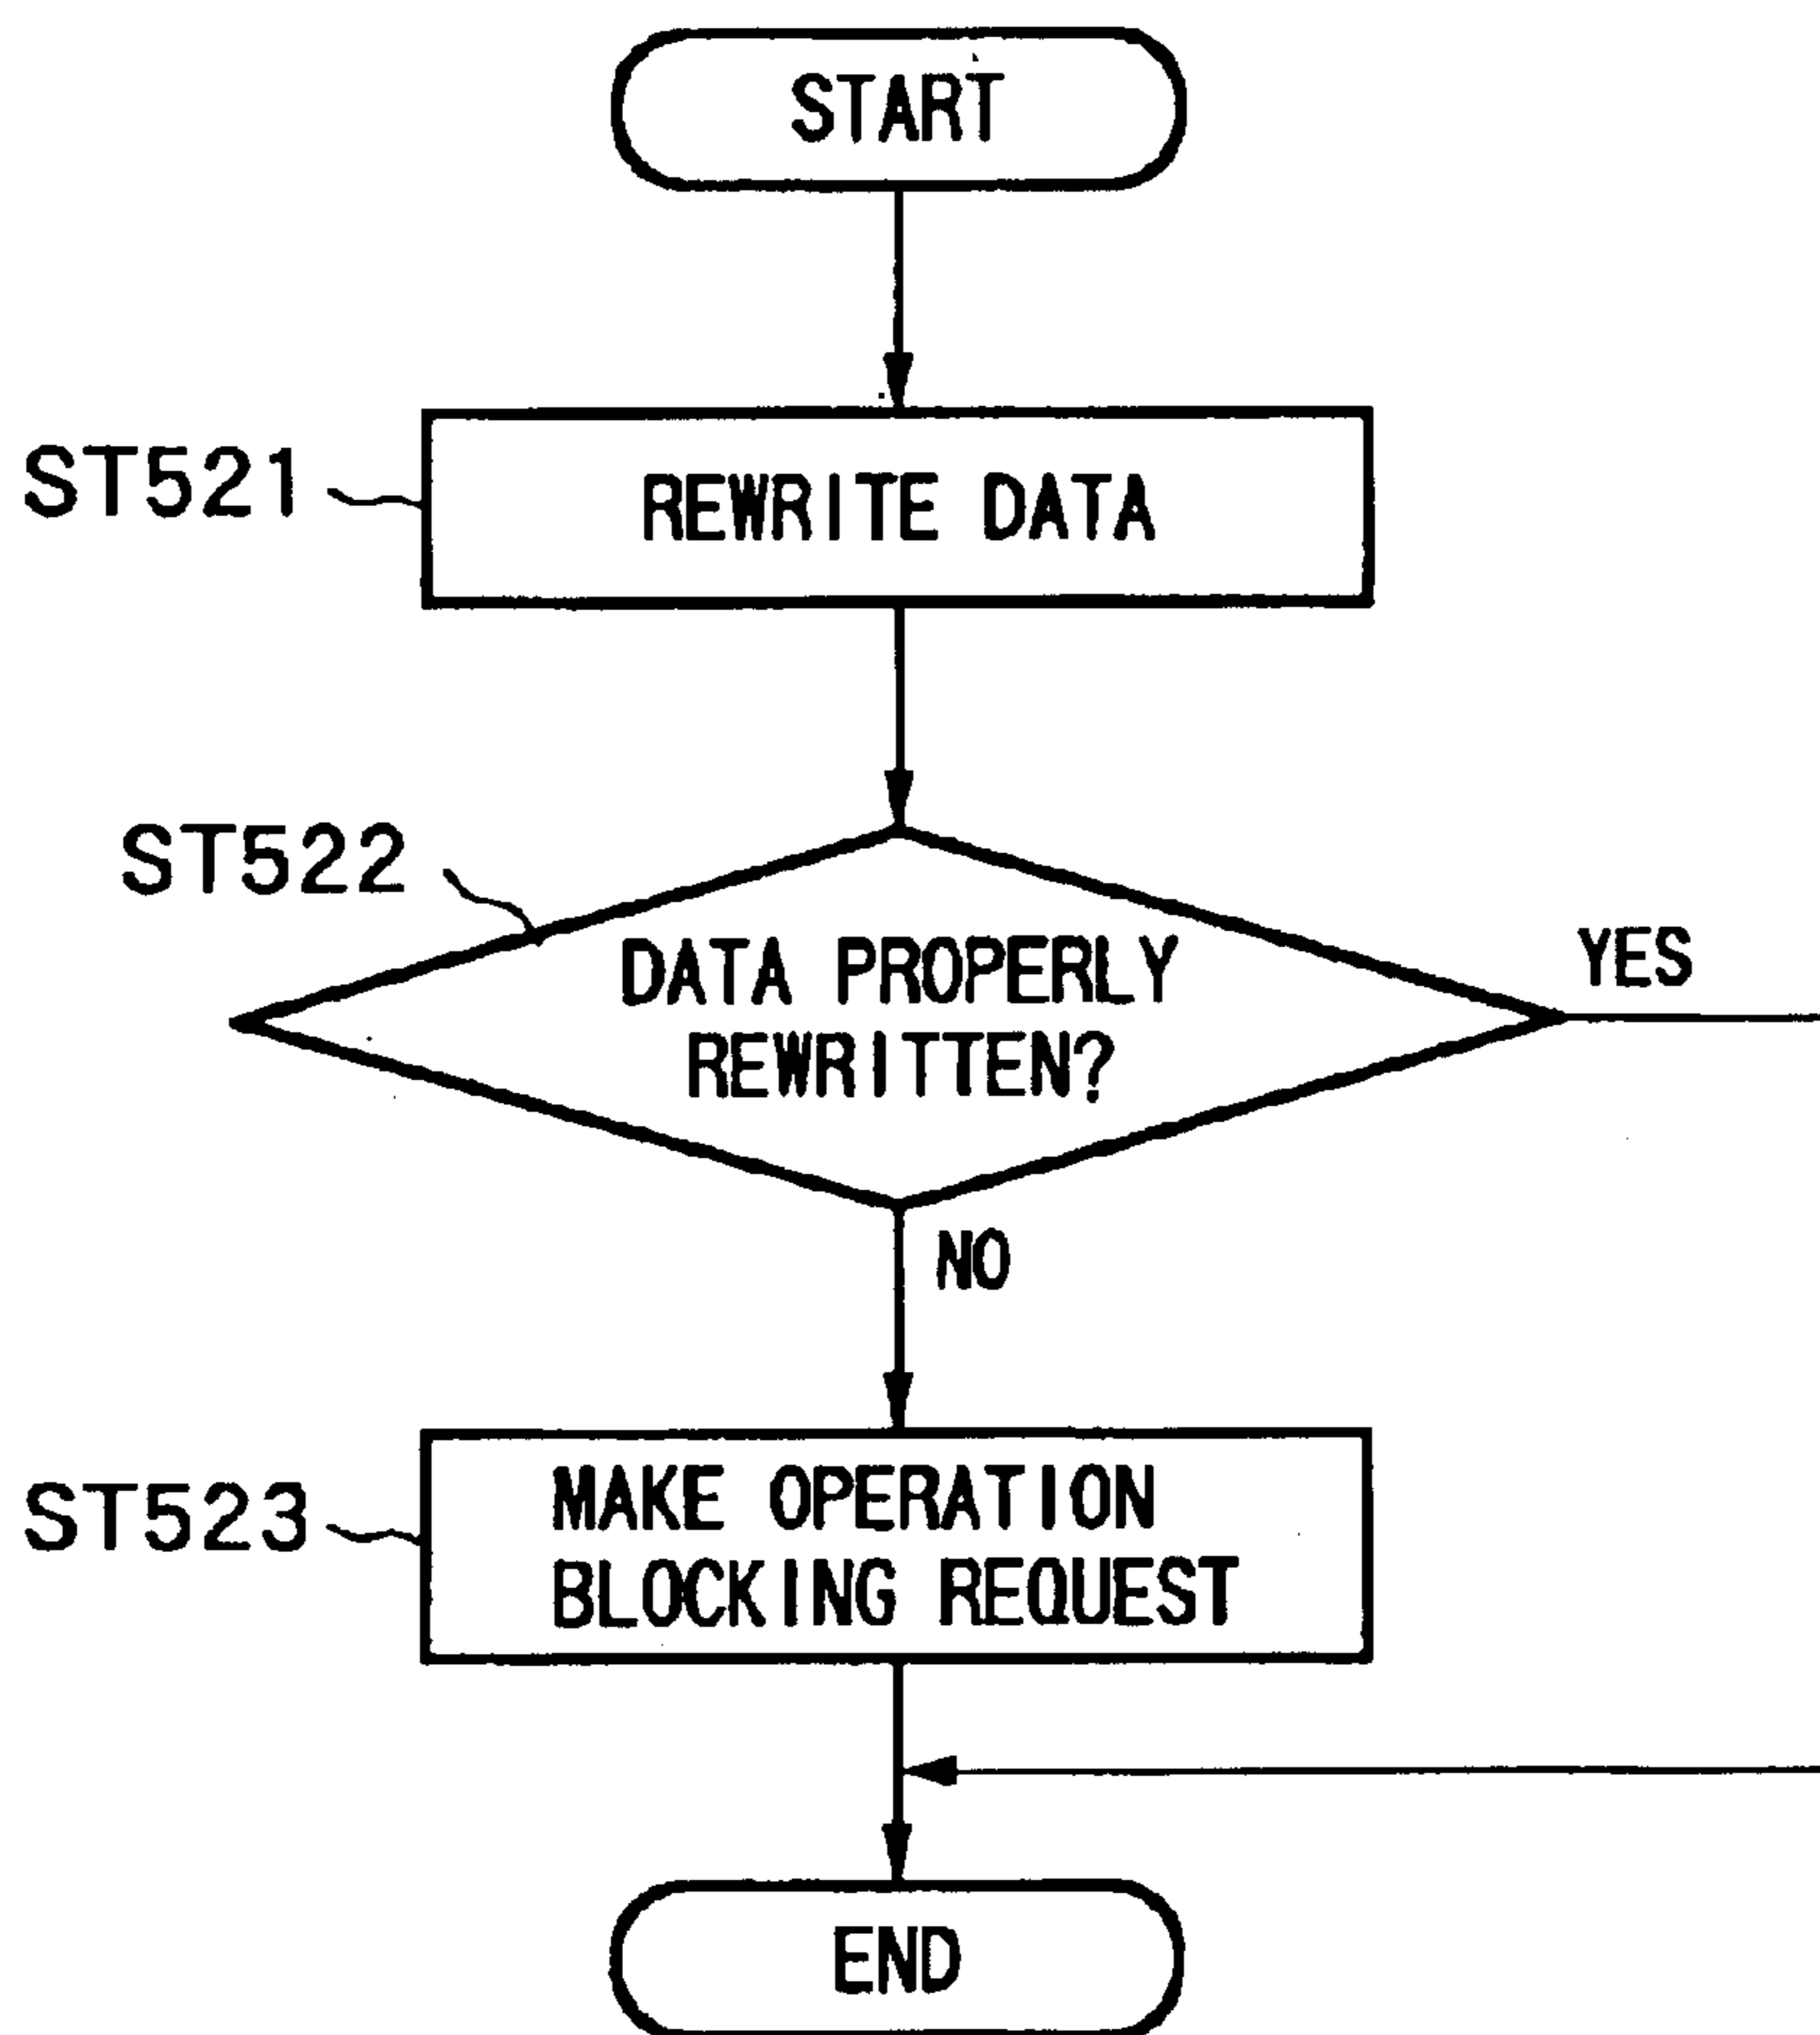 START
ST521
REWRITE DATA
ST522
DATA PROPERLY
REWRITTEN?
YES
NO
ST523
MAKE OPERATION
BLOCKING REQUEST
END